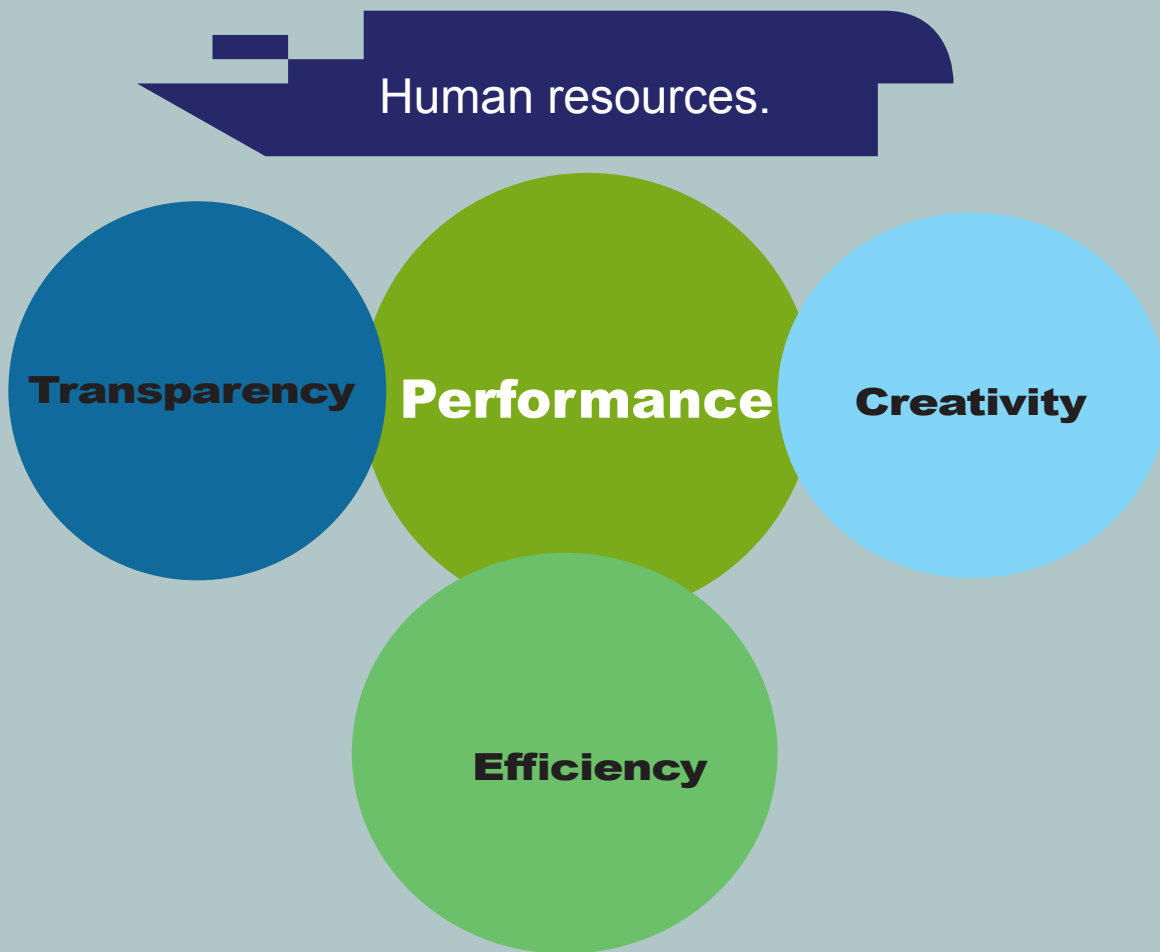 Human resources.
Transparency
Performance
Creativity
Efficiency